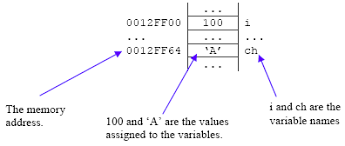 ...
0012FF00 100 i
... ... ...
0012FF64 ‘A’ ch
...
The memory
address.
100 and ‘A’ are the values
assigned to the variables.
i and ch are the
variable names